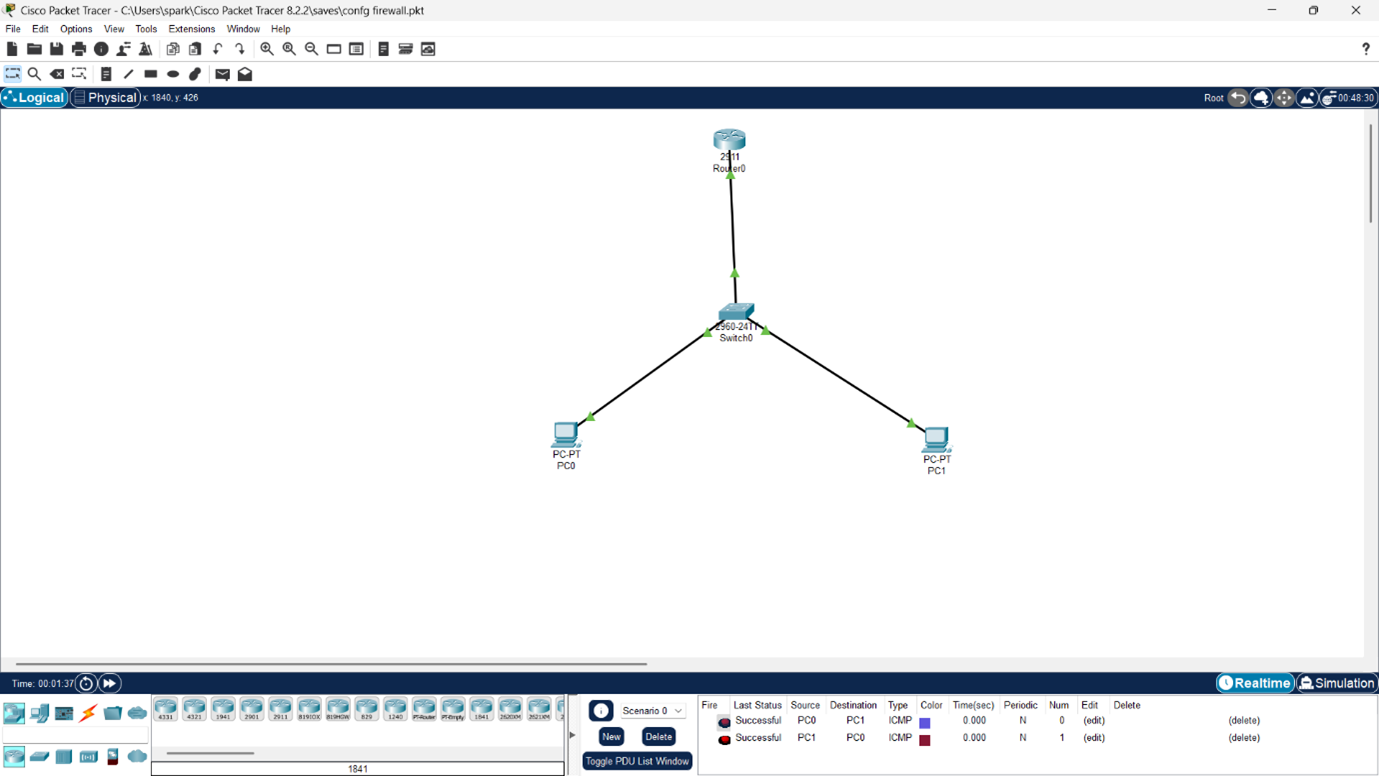 Cisco Packet Tracer - C:\Users\spark\Cisco Packet Tracer 8.2.2\saves\confg firewall.pkt
File Edit Options View Tools Extensions Window Help
?
Logical Physical x: 1840, y: 426 Root 00:48:30
2911
Router0
2960-24TT
Switch0
PC-PT
PC0
PC-PT
PC1
Time: 00:01:37 Realtime Simulation
4331 4321 1941 2901 2911 819IOX 819HGW 829 1240 PT-Router PT-Empty 1841 2620XM 2621XM 2
1841
Scenario 0
New Delete
Toggle PDU List Window
Fire Last Status Source Destination Type Color Time(sec) Periodic Num Edit Delete
Successful PC0 PC1 ICMP 0.000 N 0 (edit) (delete)
Successful PC1 PC0 ICMP 0.000 N 1 (edit) (delete)